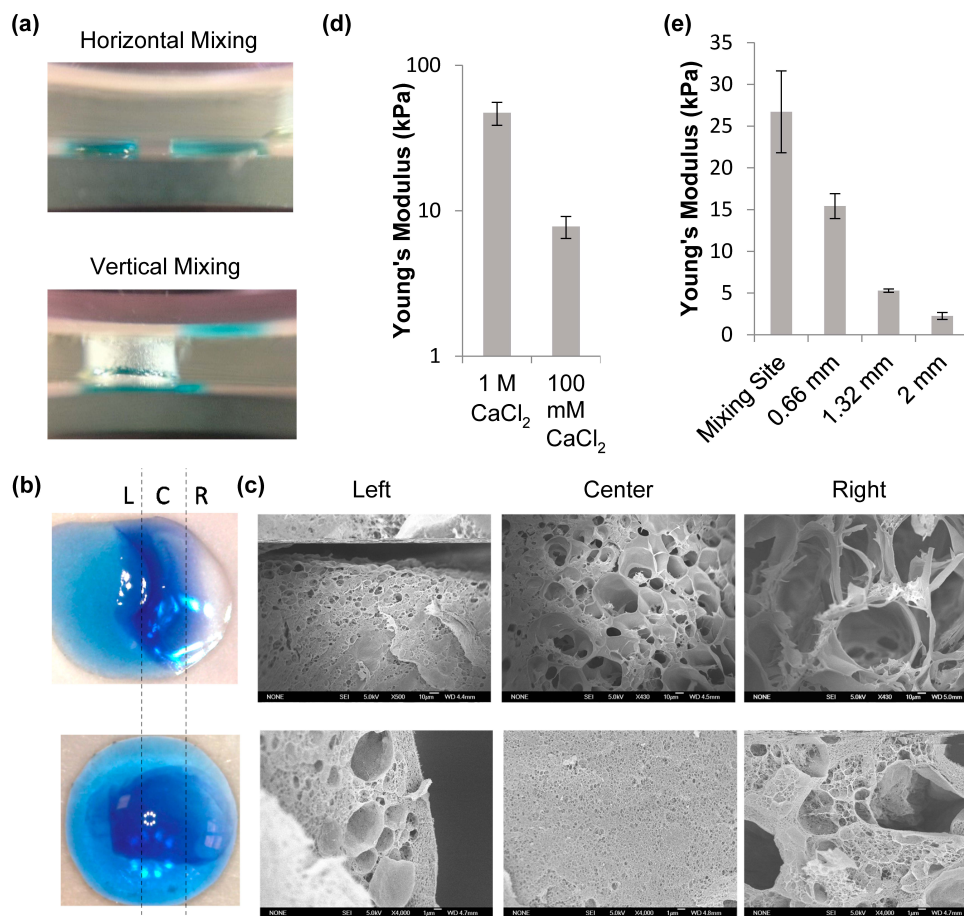 (a)
Horizontal Mixing
Vertical Mixing
(d)
Young's Modulus (kPa)
100
10
1
1 M CaCl₂
100 mM CaCl₂
(e)
Young's Modulus (kPa)
35
30
25
20
15
10
5
0
Mixing Site
0.66 mm
1.32 mm
2 mm
(b)
L C R
(c)
Left Center Right
NONE SEI 5.0kV X500 10μm WD 4.4mm
NONE SEI 5.0kV X430 10μm WD 4.5mm
NONE SEI 5.0kV X430 10μm WD 5.0mm
NONE SEI 5.0kV X4,000 1μm WD 4.7mm
NONE SEI 5.0kV X4,000 1μm WD 4.8mm
NONE SEI 5.0kV X4,000 1μm WD 4.7mm